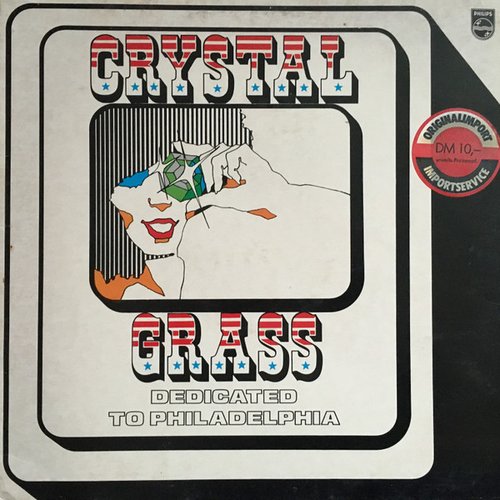 PHILIPS
CRYSTAL
ORIGINALIMPORT
DM 10,-
IMPORTSERVICE
GRASS
DEDICATED
TO PHILADELPHIA